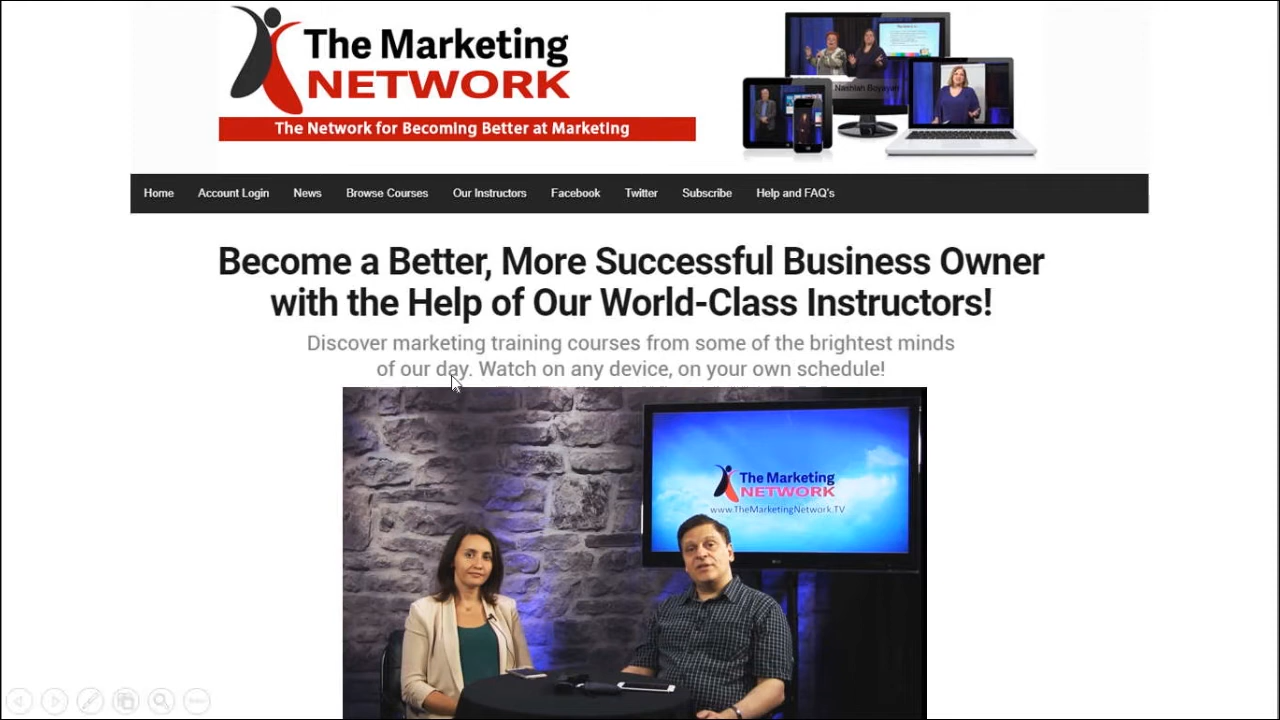 The Marketing
NETWORK
The Network for Becoming Better at Marketing
Home Account Login News Browse Courses Our Instructors Facebook Twitter Subscribe Help and FAQ's
Become a Better, More Successful Business Owner
with the Help of Our World-Class Instructors!
Discover marketing training courses from some of the brightest minds
of our day. Watch on any device, on your own schedule!
The Marketing
NETWORK
www.TheMarketingNetwork.TV